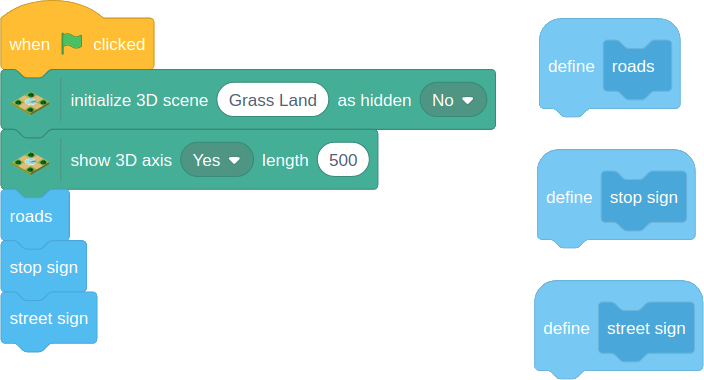 when clicked
initialize 3D scene Grass Land as hidden No
show 3D axis Yes length 500
roads
stop sign
street sign
define roads
define stop sign
define street sign